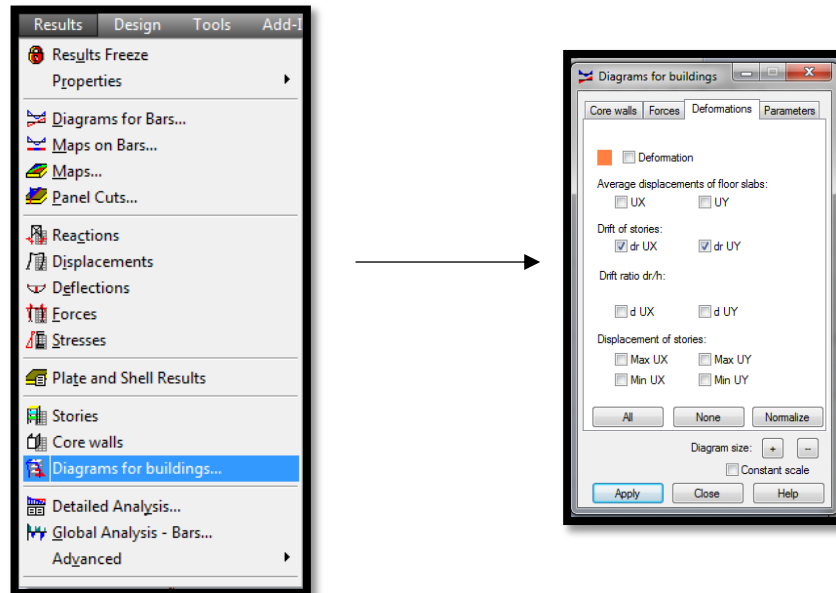 Results Design Tools Add-I
Results Freeze
Properties
Diagrams for Bars...
Maps on Bars...
Maps...
Panel Cuts...
Reactions
Displacements
Deflections
Forces
Stresses
Plate and Shell Results
Stories
Core walls
Diagrams for buildings...
Detailed Analysis...
Global Analysis - Bars...
Advanced
Diagrams for buildings
Core walls Forces Deformations Parameters
Deformation
Average displacements of floor slabs:
UX UY
Drift of stories:
dr UX dr UY
Drift ratio dr/h:
d UX d UY
Displacement of stories:
Max UX Max UY
Min UX Min UY
All None Normalize
Diagram size: + -
Constant scale
Apply Close Help